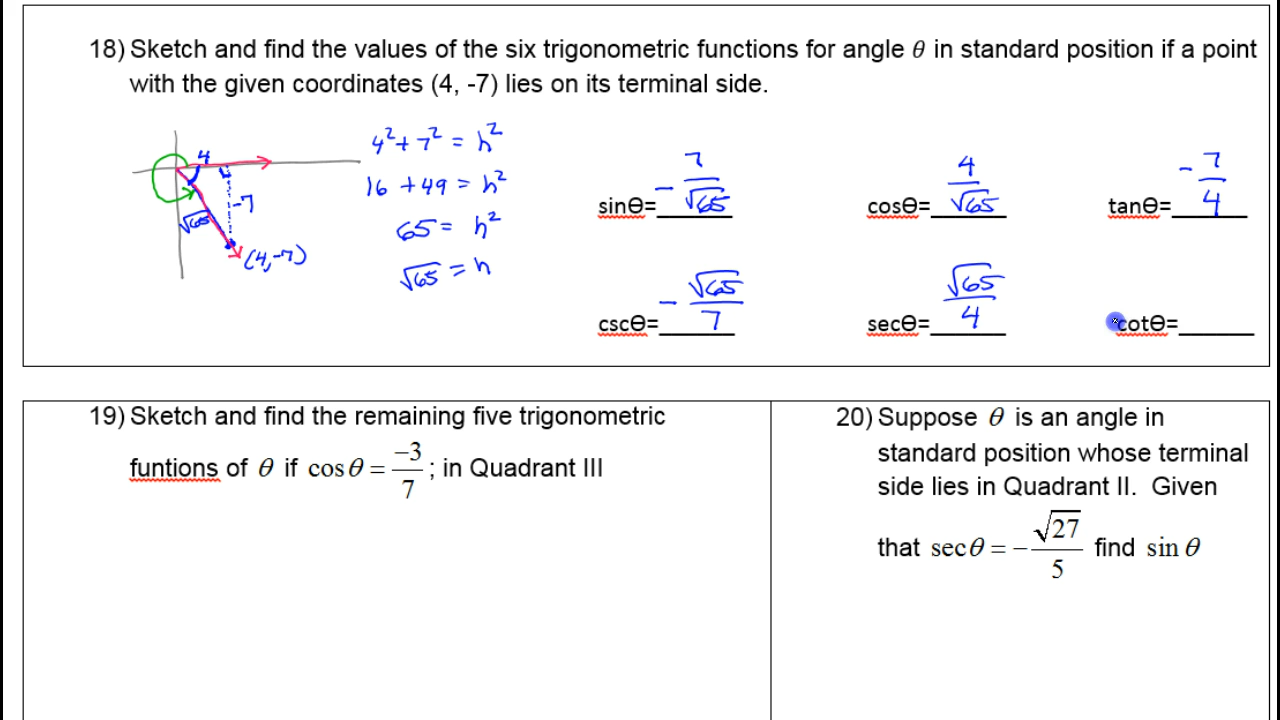 18) Sketch and find the values of the six trigonometric functions for angle θ in standard position if a point
with the given coordinates (4, -7) lies on its terminal side.
4
-7
√65
(4,-7)
4² + 7² = h²
16 + 49 = h²
65 = h²
√65 = h
sinθ= - 7/√65
cosθ= 4/√65
tanθ= - 7/4
cscθ= - √65/7
secθ= √65/4
cotθ=______
19) Sketch and find the remaining five trigonometric
funtions of θ if cos θ = -3/7 ; in Quadrant III
20) Suppose θ is an angle in
standard position whose terminal
side lies in Quadrant II. Given
that sec θ = - √27/5 find sin θ